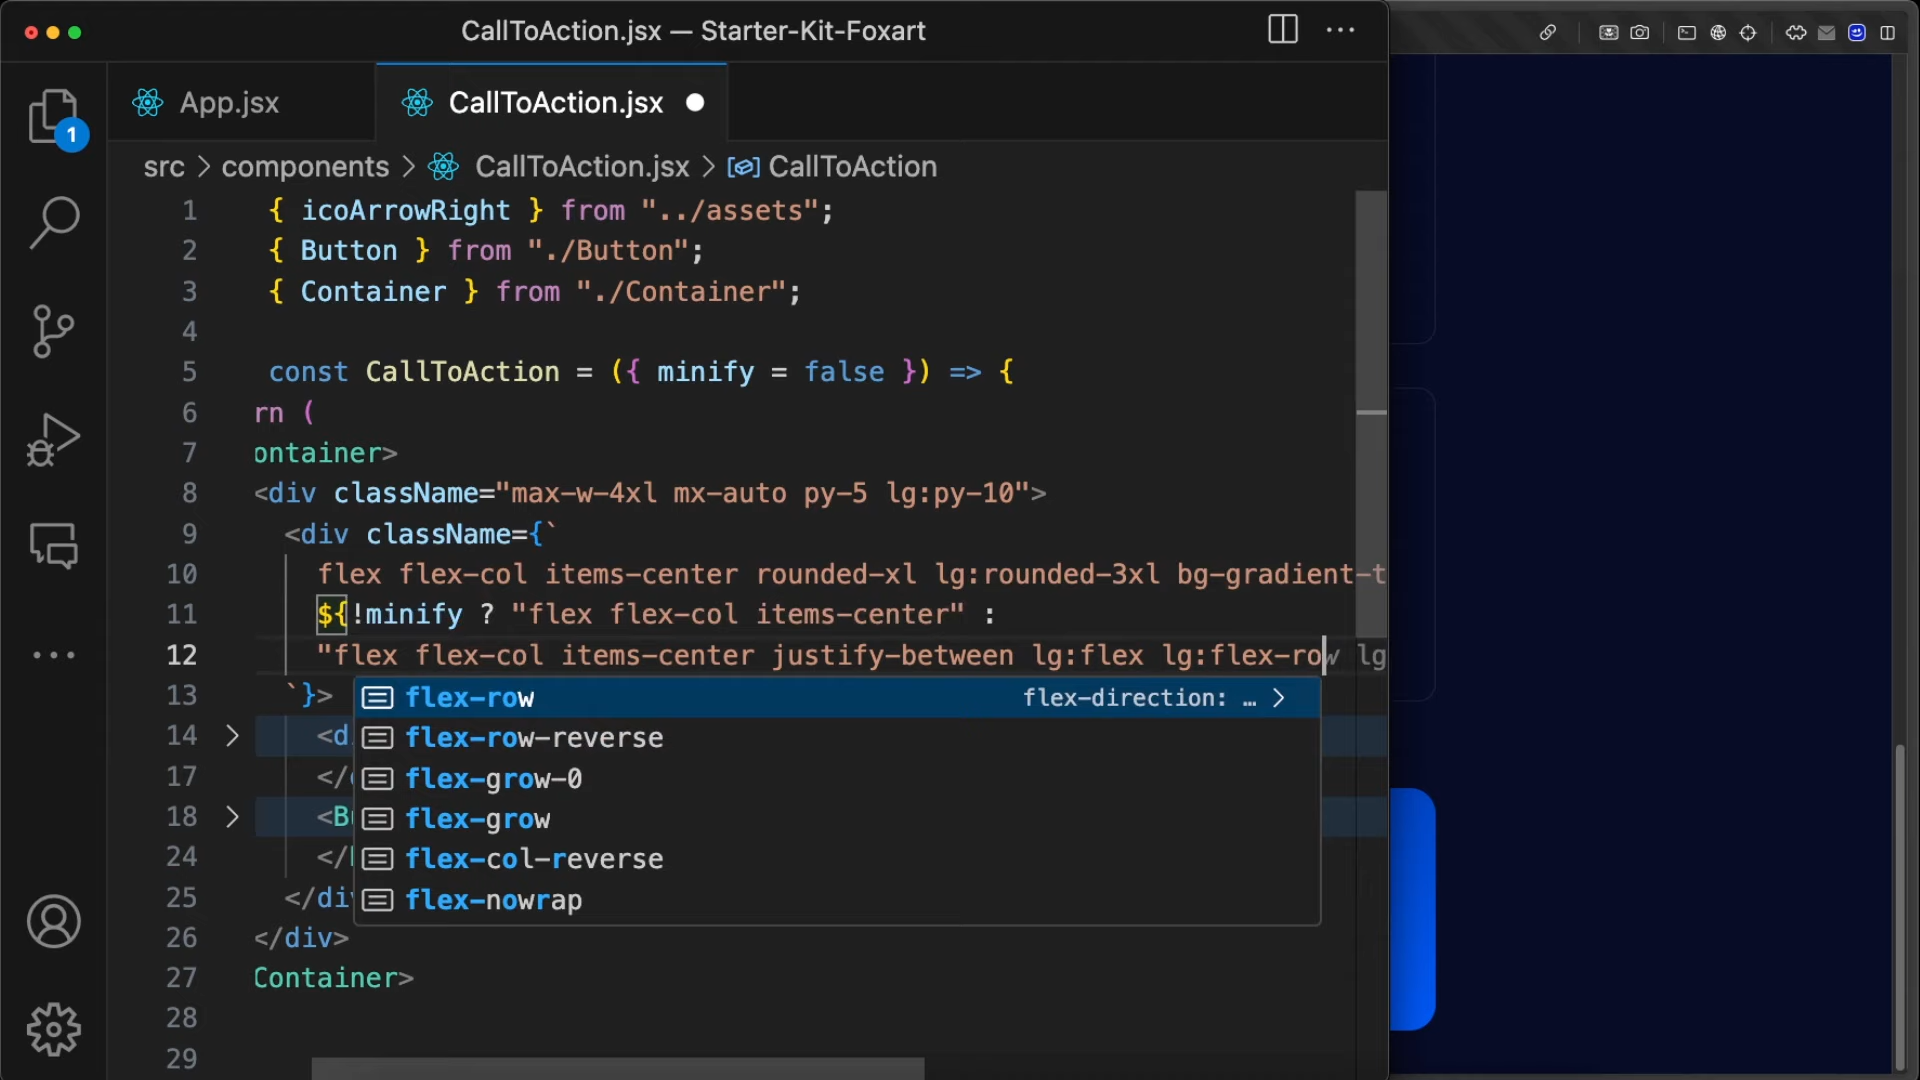 CallToAction.jsx — Starter-Kit-Foxart
App.jsx
CallToAction.jsx
1
src > components > CallToAction.jsx > CallToAction
1 { icoArrowRight } from "../assets";
2 { Button } from "./Button";
3 { Container } from "./Container";
4
5 const CallToAction = ({ minify = false }) => {
6 rn (
7 ontainer>
8 <div className="max-w-4xl mx-auto py-5 lg:py-10">
9 <div className={`
10 flex flex-col items-center rounded-xl lg:rounded-3xl bg-gradient-t
11 ${!minify ? "flex flex-col items-center" :
12 "flex flex-col items-center justify-between lg:flex lg:flex-row lg
13 `}>
flex-row flex-direction: … >
14 <d
flex-row-reverse
17 </
flex-grow-0
18 <B
flex-grow
24 </
flex-col-reverse
25 </di
flex-nowrap
26 </div>
27 Container>
28
29